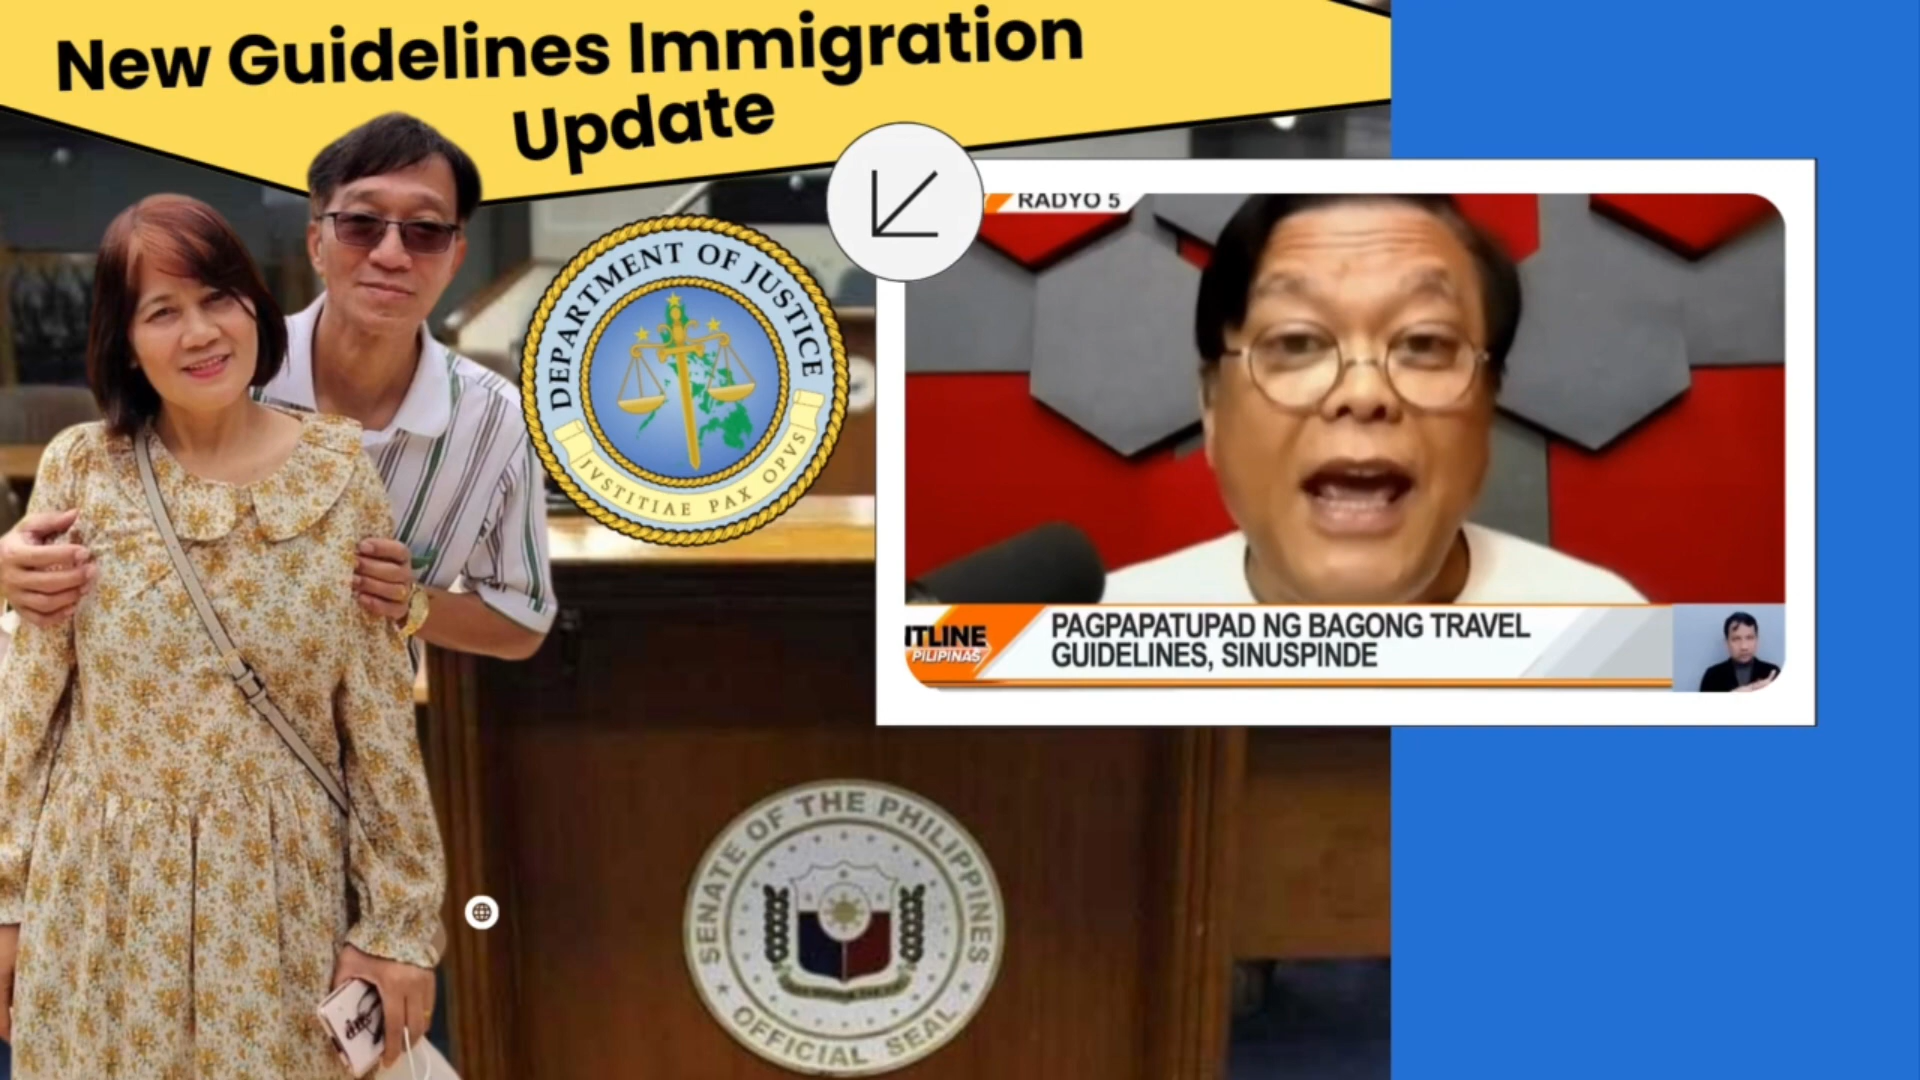 New Guidelines Immigration
Update
DEPARTMENT OF JUSTICE
IVSTITIAE PAX OPVS
RADYO 5
NTLINE
PILIPINAS
PAGPAPATUPAD NG BAGONG TRAVEL
GUIDELINES, SINUSPINDE
SENATE OF THE PHILIPPINES
OFFICIAL SEAL